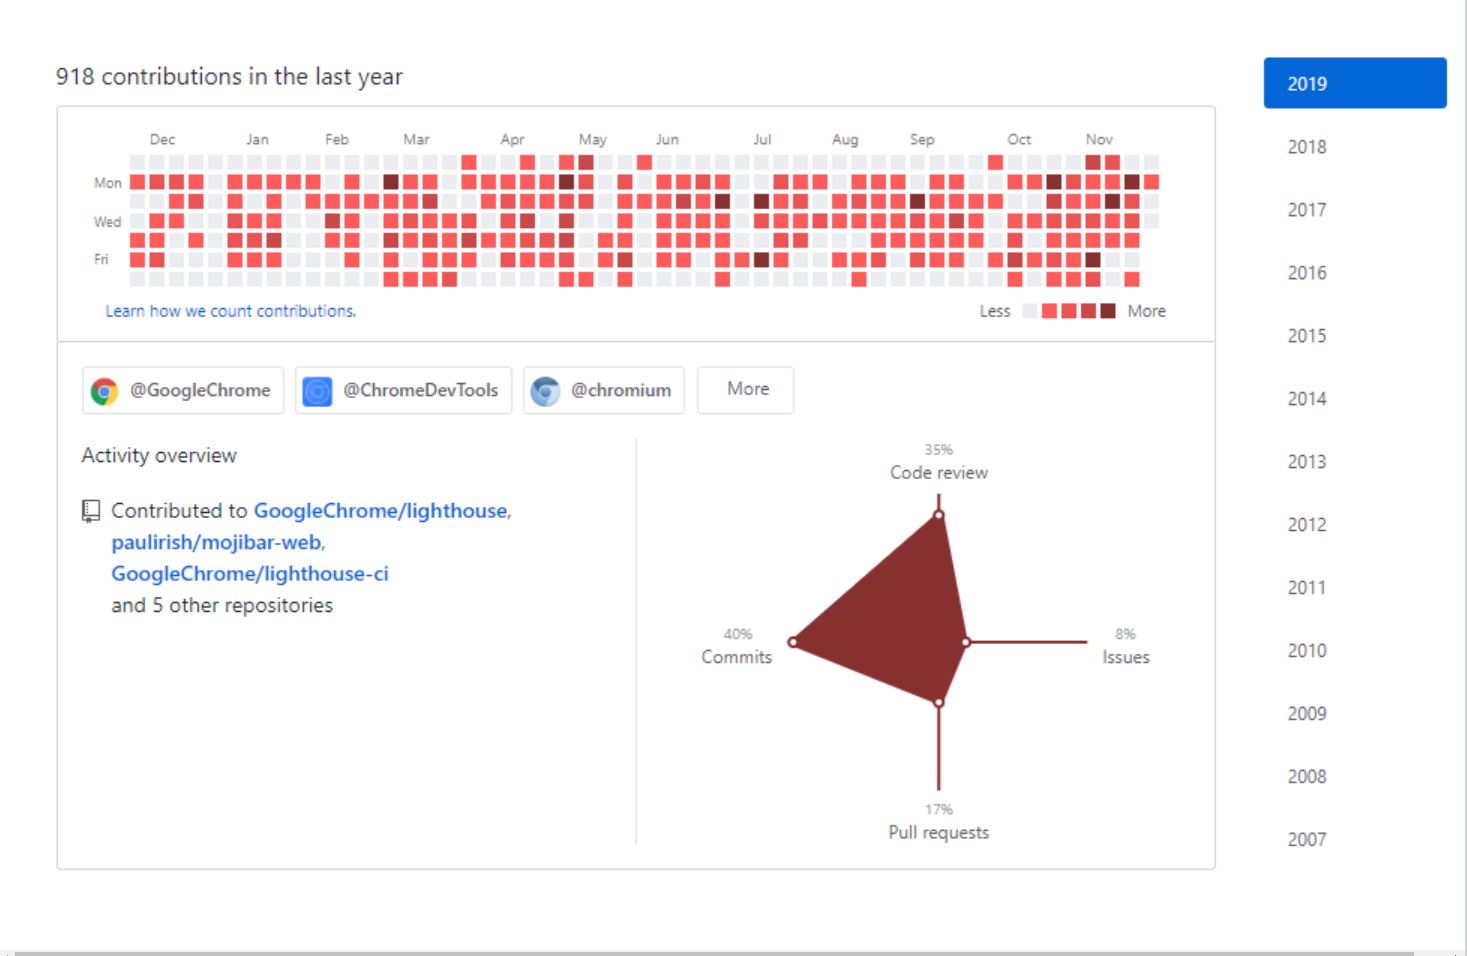 918 contributions in the last year
Dec Jan Feb Mar Apr May Jun Jul Aug Sep Oct Nov
Mon
Wed
Fri
Learn how we count contributions.
Less More
@GoogleChrome @ChromeDevTools @chromium More
Activity overview
Contributed to GoogleChrome/lighthouse,
paulirish/mojibar-web,
GoogleChrome/lighthouse-ci
and 5 other repositories
35%
Code review
40%
Commits
8%
Issues
17%
Pull requests
2019
2018
2017
2016
2015
2014
2013
2012
2011
2010
2009
2008
2007